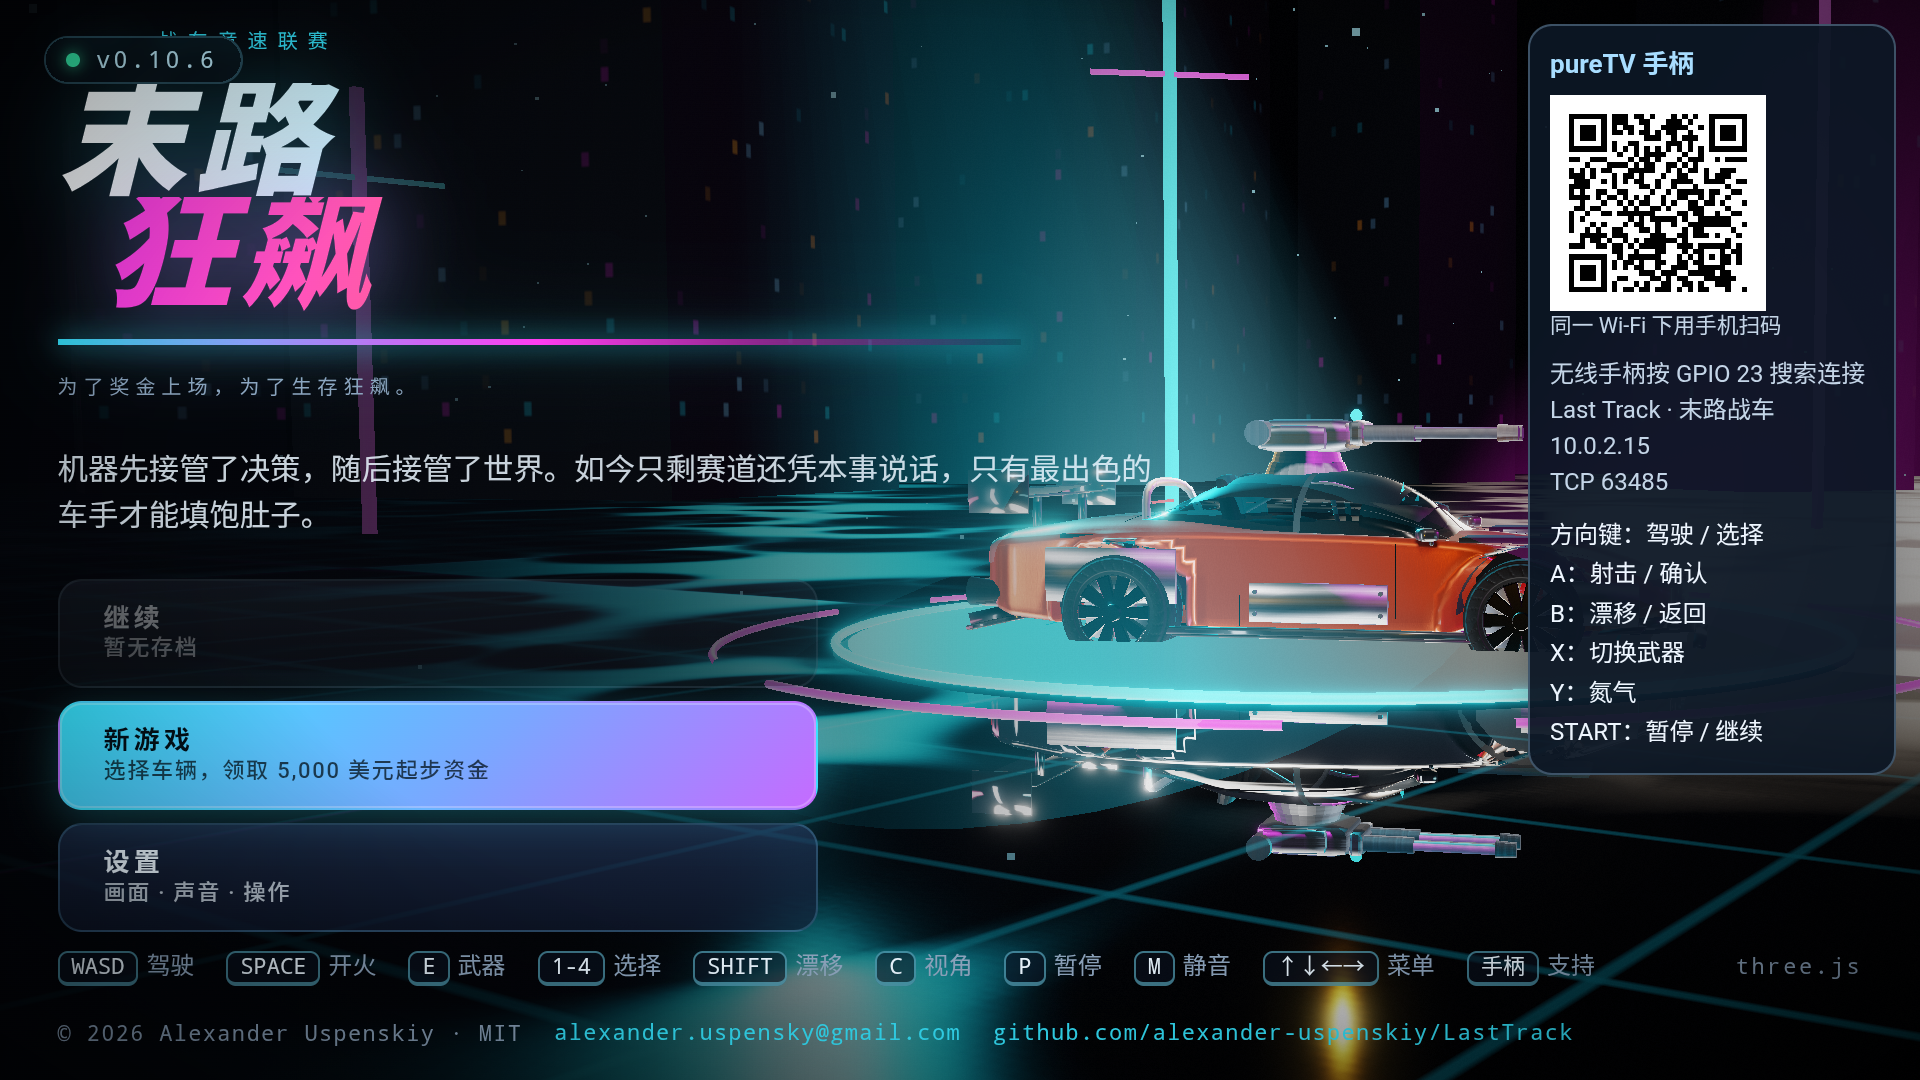 速联赛
v0.10.6
末路
狂飙
为了奖金上场，为了生存狂飙。
机器先接管了决策，随后接管了世界。如今只剩赛道还凭本事说话，只有最出色的
车手才能填饱肚子。
继续
暂无存档
新游戏
选择车辆，领取 5,000 美元起步资金
设置
画面 · 声音 · 操作
WASD 驾驶 SPACE 开火 E 武器 1-4 选择 SHIFT 漂移 C 视角 P 暂停 M 静音 ↑↓←→ 菜单 手柄 支持 three.js
© 2026 Alexander Uspenskiy · MIT alexander.uspensky@gmail.com github.com/alexander-uspenskiy/LastTrack
pureTV 手柄
同一 Wi-Fi 下用手机扫码
无线手柄按 GPIO 23 搜索连接
Last Track · 末路战车
10.0.2.15
TCP 63485
方向键：驾驶 / 选择
A：射击 / 确认
B：漂移 / 返回
X：切换武器
Y：氮气
START：暂停 / 继续